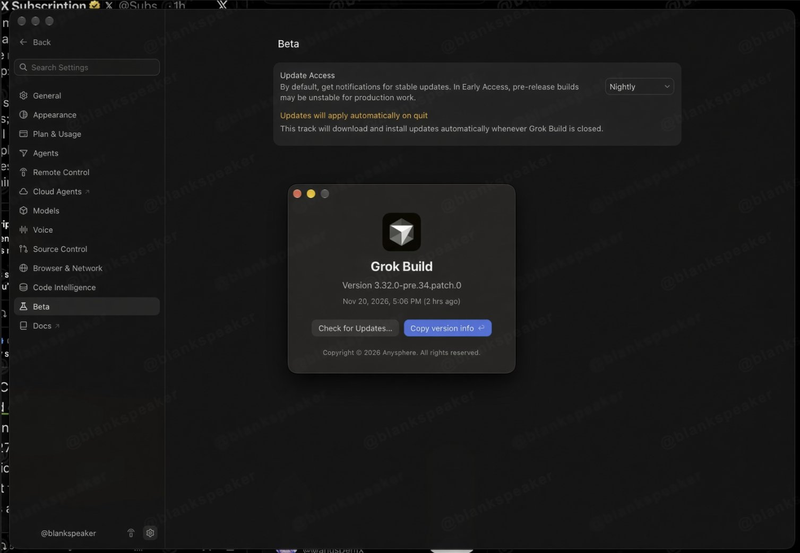 X Subscription @Subs · 1h
Back
Search Settings
General
Appearance
Plan & Usage
Agents
Remote Control
Cloud Agents
Models
Voice
Source Control
Browser & Network
Code Intelligence
Beta
Docs
@blankspeaker
Beta
Update Access
By default, get notifications for stable updates. In Early Access, pre-release builds
may be unstable for production work.
Nightly
Updates will apply automatically on quit
This track will download and install updates automatically whenever Grok Build is closed.
Grok Build
Version 3.32.0-pre.34.patch.0
Nov 20, 2026, 5:06 PM (2 hrs ago)
Check for Updates...
Copy version info
Copyright © 2026 Anysphere. All rights reserved.
@blankspeaker